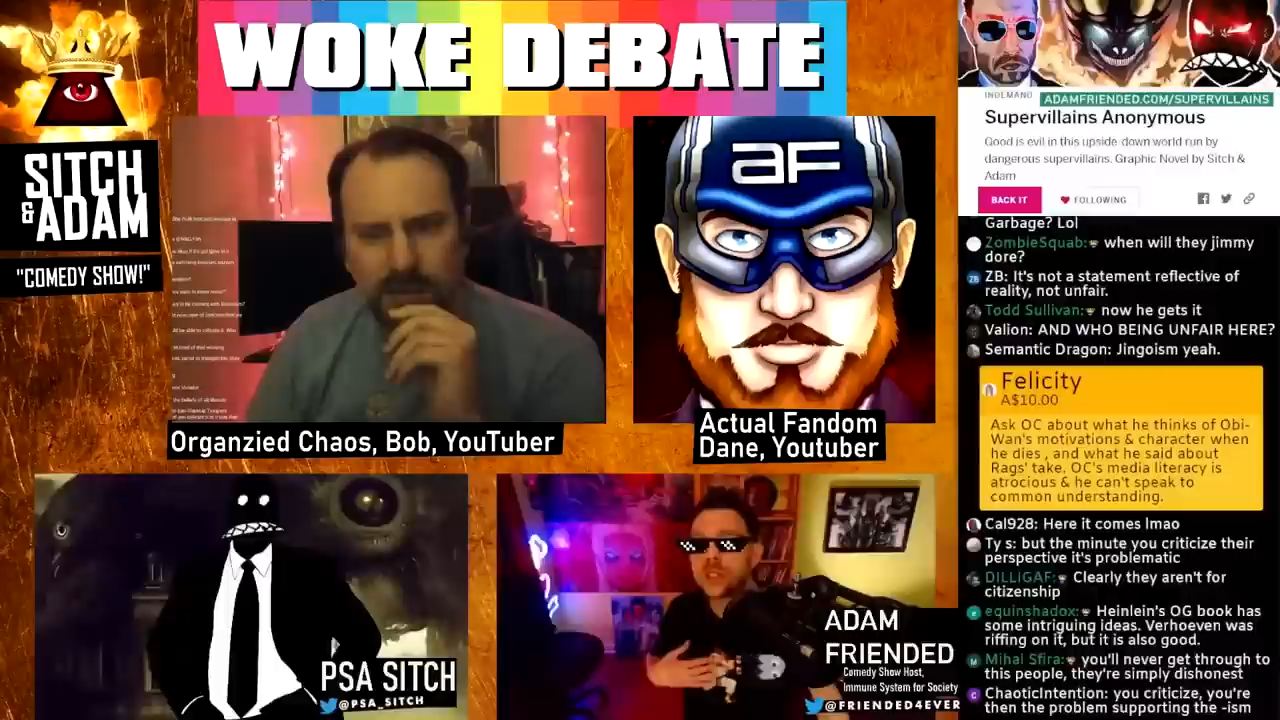 WOKE DEBATE
SITCH
& ADAM
"COMEDY SHOW!"
aF
Organzied Chaos, Bob, YouTuber
Actual Fandom
Dane, Youtuber
PSA SITCH
@PSA_SITCH
ADAM
FRIENDED
Comedy Show Host,
Immune System for Society
@FRIENDED4EVER
INDEMAND
ADAMFRIENDED.COM/SUPERVILLAINS
Supervillains Anonymous
Good is evil in this upside-down world run by
dangerous supervillains. Graphic Novel by Sitch &
Adam
BACK IT
FOLLOWING
Garbage? Lol
ZombieSquab: when will they jimmy
dore?
ZB
ZB: It's not a statement reflective of
reality, not unfair.
Todd Sullivan: now he gets it
Valion: AND WHO BEING UNFAIR HERE?
Semantic Dragon: Jingoism yeah.
Felicity
A$10.00
Ask OC about what he thinks of Obi-
Wan's motivations & character when
he dies , and what he said about
Rags' take, OC's media literacy is
atrocious & he can't speak to
common understanding.
Cal928: Here it comes lmao
Ty s: but the minute you criticize their
perspective it's problematic
DILLIGAF: Clearly they aren't for
citizenship
e
equinshadox: Heinlein's OG book has
some intriguing ideas. Verhoeven was
riffing on it, but it is also good.
M
Mihal Sfira: you'll never get through to
this people, they're simply dishonest
C
ChaoticIntention: you criticize, you're
then the problem supporting the -ism